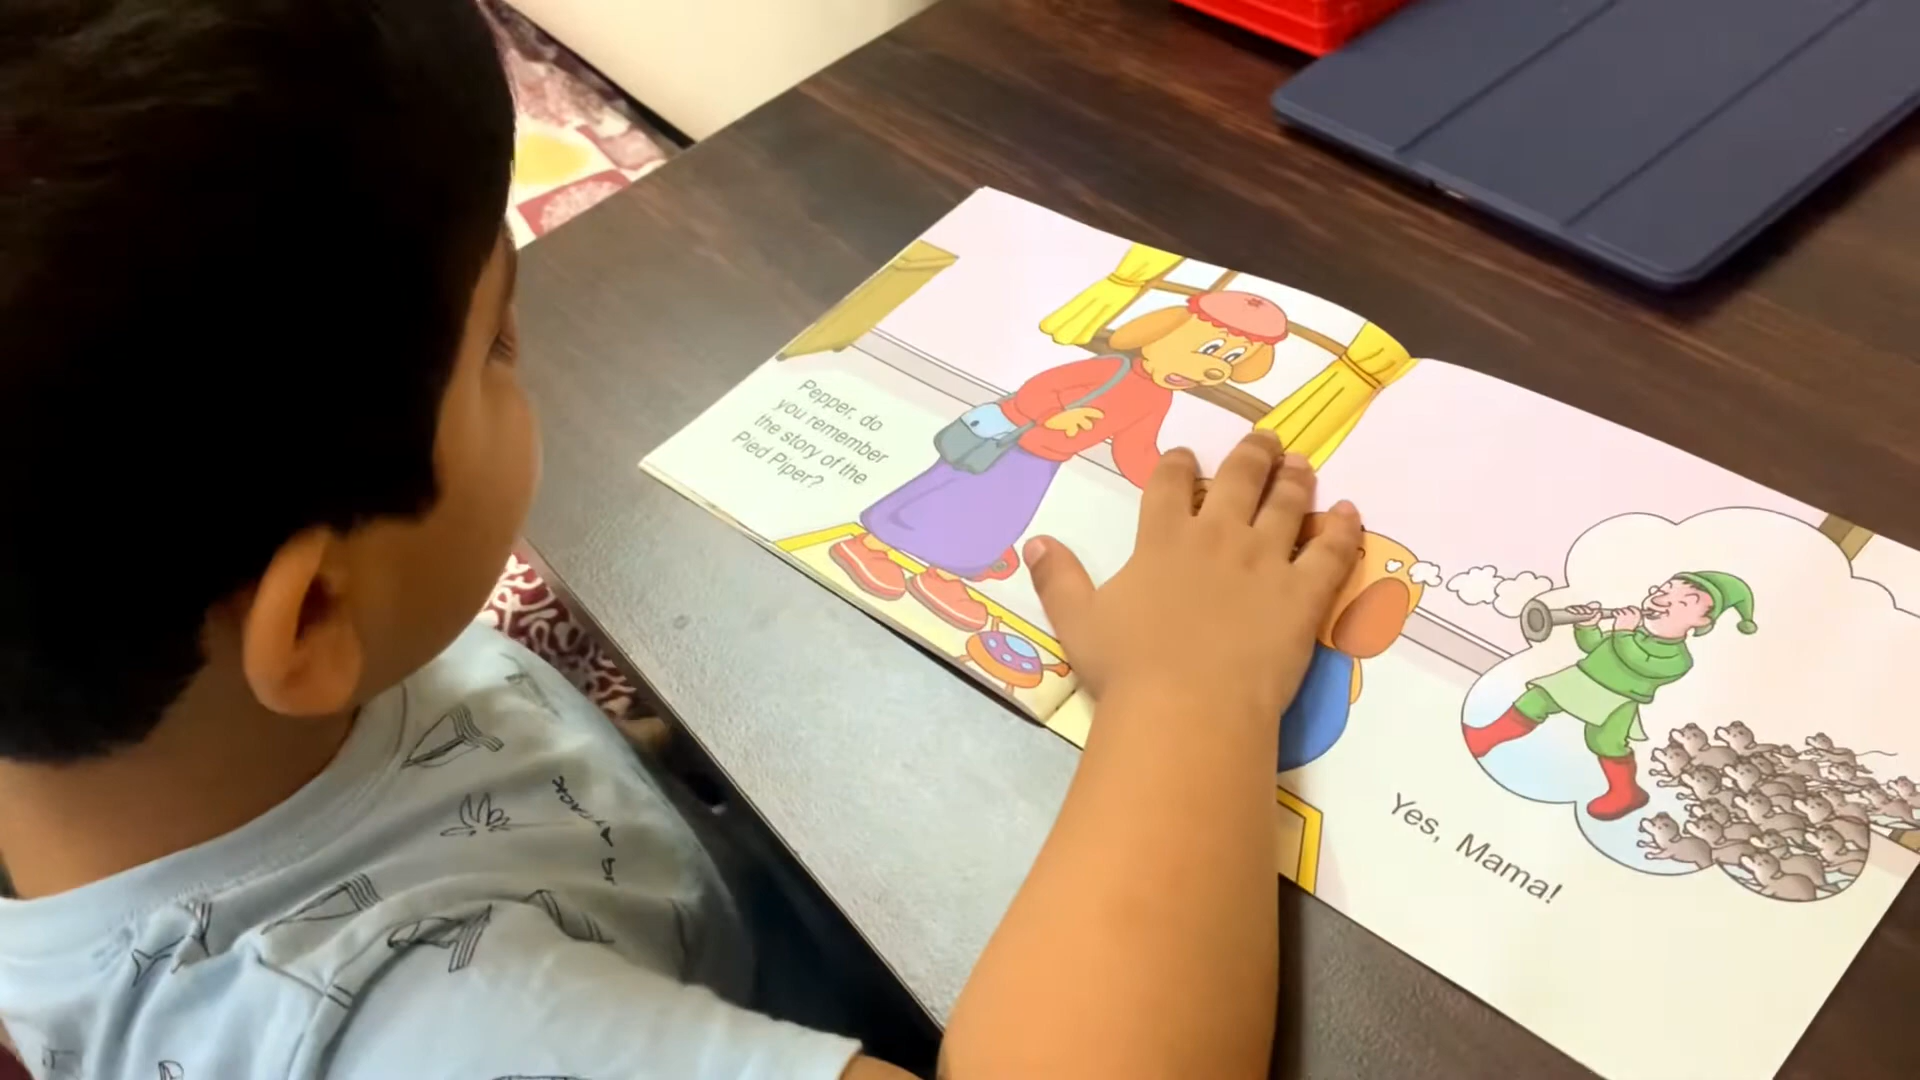 Pepper, do
you remember
the story of the
Pied Piper?
Yes, Mama!